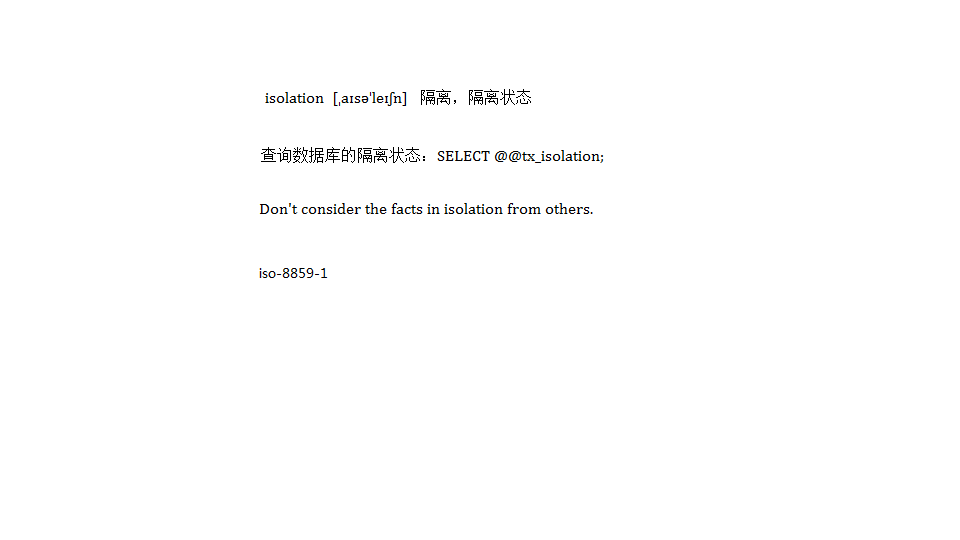 isolation [ˌaɪsəˈleɪʃn] 隔离，隔离状态
查询数据库的隔离状态：SELECT @@tx_isolation;
Don't consider the facts in isolation from others.
iso-8859-1